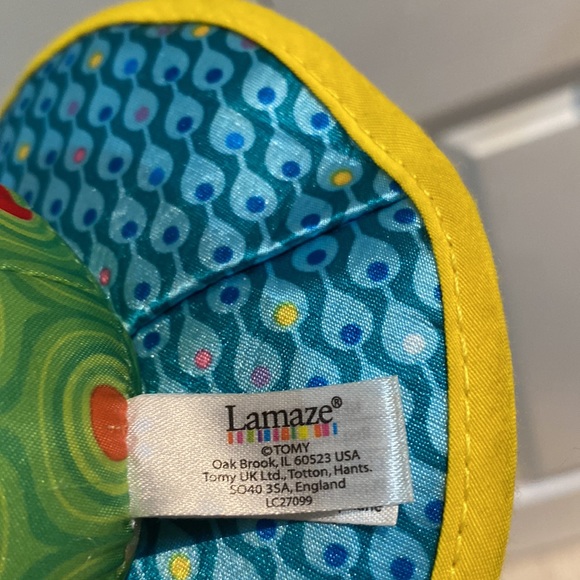 Lamaze®
©TOMY
Oak Brook, IL 60523 USA
Tomy UK Ltd., Totton, Hants.
SO40 3SA, England
LC27099